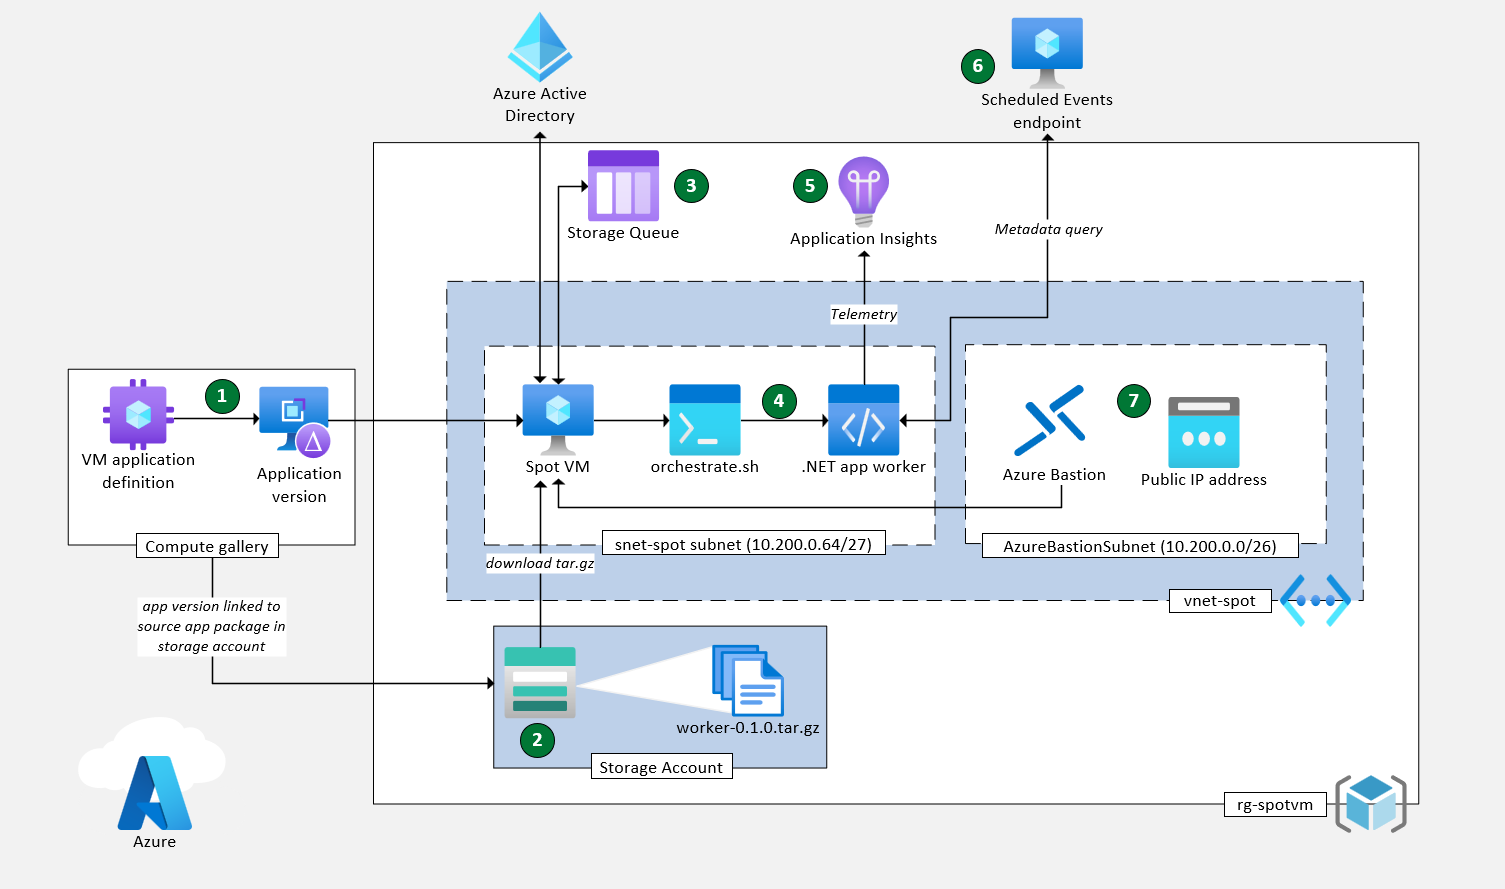 Azure Active
Directory
6
Scheduled Events
endpoint
3
Storage Queue
5
Application Insights
Metadata query
Telemetry
1
VM application
definition
Application
version
Compute gallery
Spot VM
orchestrate.sh
4
.NET app worker
snet-spot subnet (10.200.0.64/27)
7
Azure Bastion
Public IP address
AzureBastionSubnet (10.200.0.0/26)
download tar.gz
vnet-spot
app version linked to
source app package in
storage account
2
worker-0.1.0.tar.gz
Storage Account
rg-spotvm
Azure